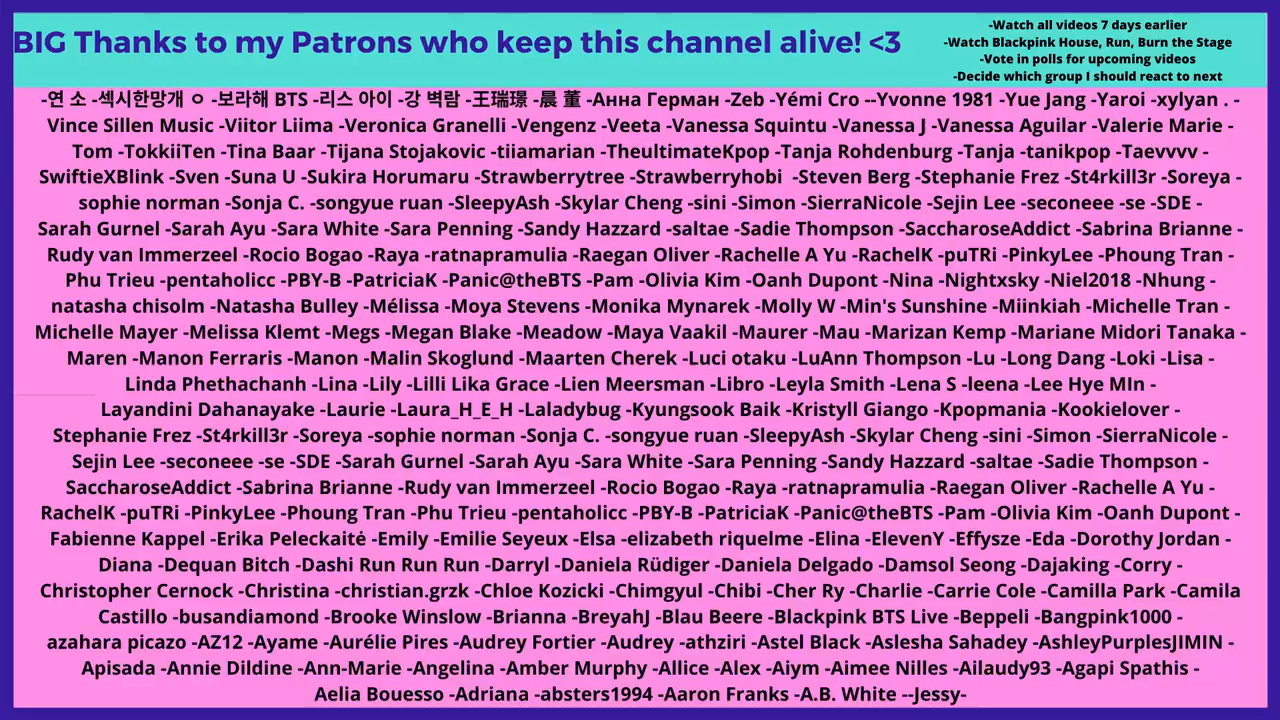 BIG Thanks to my Patrons who keep this channel alive! <3
-Watch all videos 7 days earlier
-Watch Blackpink House, Run, Burn the Stage
-Vote in polls for upcoming videos
-Decide which group I should react to next
-연 소 -섹시한망개 ㅇ -보라해 BTS -리스 아이 -강 벽람 -王瑞璟 -晨 董 -Анна Герман -Zeb -Yémi Cro --Yvonne 1981 -Yue Jang -Yaroi -xylyan . -
Vince Sillen Music -Viitor Liima -Veronica Granelli -Vengenz -Veeta -Vanessa Squintu -Vanessa J -Vanessa Aguilar -Valerie Marie -
Tom -TokkiiTen -Tina Baar -Tijana Stojakovic -tiiamarian -TheultimateKpop -Tanja Rohdenburg -Tanja -tanikpop -Taevvvv -
SwiftieXBlink -Sven -Suna U -Sukira Horumaru -Strawberrytree -Strawberryhobi  -Steven Berg -Stephanie Frez -St4rkill3r -Soreya -
sophie norman -Sonja C. -songyue ruan -SleepyAsh -Skylar Cheng -sini -Simon -SierraNicole -Sejin Lee -seconeee -se -SDE -
Sarah Gurnel -Sarah Ayu -Sara White -Sara Penning -Sandy Hazzard -saltae -Sadie Thompson -SaccharoseAddict -Sabrina Brianne -
Rudy van Immerzeel -Rocio Bogao -Raya -ratnapramulia -Raegan Oliver -Rachelle A Yu -RachelK -puTRi -PinkyLee -Phoung Tran -
Phu Trieu -pentaholicc -PBY-B -PatriciaK -Panic@theBTS -Pam -Olivia Kim -Oanh Dupont -Nina -Nightxsky -Niel2018 -Nhung -
natasha chisolm -Natasha Bulley -Mélissa -Moya Stevens -Monika Mynarek -Molly W -Min's Sunshine -Miinkiah -Michelle Tran -
Michelle Mayer -Melissa Klemt -Megs -Megan Blake -Meadow -Maya Vaakil -Maurer -Mau -Marizan Kemp -Mariane Midori Tanaka -
Maren -Manon Ferraris -Manon -Malin Skoglund -Maarten Cherek -Luci otaku -LuAnn Thompson -Lu -Long Dang -Loki -Lisa -
Linda Phethachanh -Lina -Lily -Lilli Lika Grace -Lien Meersman -Libro -Leyla Smith -Lena S -leena -Lee Hye MIn -
Layandini Dahanayake -Laurie -Laura_H_E_H -Laladybug -Kyungsook Baik -Kristyll Giango -Kpopmania -Kookielover -
Stephanie Frez -St4rkill3r -Soreya -sophie norman -Sonja C. -songyue ruan -SleepyAsh -Skylar Cheng -sini -Simon -SierraNicole -
Sejin Lee -seconeee -se -SDE -Sarah Gurnel -Sarah Ayu -Sara White -Sara Penning -Sandy Hazzard -saltae -Sadie Thompson -
SaccharoseAddict -Sabrina Brianne -Rudy van Immerzeel -Rocio Bogao -Raya -ratnapramulia -Raegan Oliver -Rachelle A Yu -
RachelK -puTRi -PinkyLee -Phoung Tran -Phu Trieu -pentaholicc -PBY-B -PatriciaK -Panic@theBTS -Pam -Olivia Kim -Oanh Dupont -
Fabienne Kappel -Erika Peleckaitė -Emily -Emilie Seyeux -Elsa -elizabeth riquelme -Elina -ElevenY -Effysze -Eda -Dorothy Jordan -
Diana -Dequan Bitch -Dashi Run Run Run -Darryl -Daniela Rüdiger -Daniela Delgado -Damsol Seong -Dajaking -Corry -
Christopher Cernock -Christina -christian.grzk -Chloe Kozicki -Chimgyul -Chibi -Cher Ry -Charlie -Carrie Cole -Camilla Park -Camila
Castillo -busandiamond -Brooke Winslow -Brianna -BreyahJ -Blau Beere -Blackpink BTS Live -Beppeli -Bangpink1000 -
azahara picazo -AZ12 -Ayame -Aurélie Pires -Audrey Fortier -Audrey -athziri -Astel Black -Aslesha Sahadey -AshleyPurplesJIMIN -
Apisada -Annie Dildine -Ann-Marie -Angelina -Amber Murphy -Allice -Alex -Aiym -Aimee Nilles -Ailaudy93 -Agapi Spathis -
Aelia Bouesso -Adriana -absters1994 -Aaron Franks -A.B. White --Jessy-